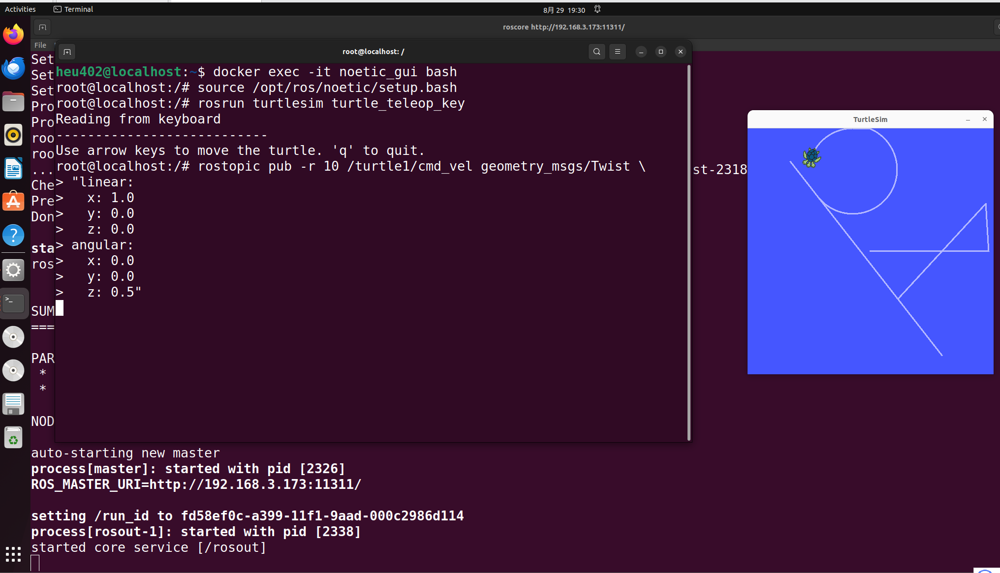 Activities
Terminal
8月 29 19:30
roscore http://192.168.3.173:11311/
File
root@localhost: /
heu402@localhost:~$ docker exec -it noetic_gui bash
root@localhost:/# source /opt/ros/noetic/setup.bash
root@localhost:/# rosrun turtlesim turtle_teleop_key
Reading from keyboard
---------------------------
Use arrow keys to move the turtle. 'q' to quit.
root@localhost:/# rostopic pub -r 10 /turtle1/cmd_vel geometry_msgs/Twist \
> "linear:
>   x: 1.0
>   y: 0.0
>   z: 0.0
> angular:
>   x: 0.0
>   y: 0.0
>   z: 0.5"
Set
Set
Set
Pro
Pro
roo
roo
...
st-2318
Che
Pre
Don
sta
ros
SUM
===
PAR
*
*
NOD
auto-starting new master
process[master]: started with pid [2326]
ROS_MASTER_URI=http://192.168.3.173:11311/
setting /run_id to fd58ef0c-a399-11f1-9aad-000c2986d114
process[rosout-1]: started with pid [2338]
started core service [/rosout]
TurtleSim